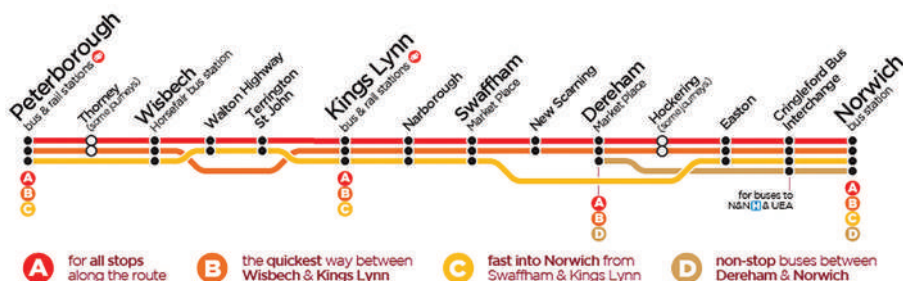 Peterborough
bus & rail stations
Thorney
(some journeys)
Wisbech
Horsefair bus station
Walton Highway
Terrington
St John
Kings Lynn
bus & rail stations
Narborough
Swaffham
Market Place
New Scarning
Dereham
Market Place
Hockering
(some journeys)
Easton
Cringleford Bus
Interchange
Norwich
bus station
A
B
C
A
B
C
A
B
D
for buses to
N&N H & UEA
A
B
C
D
A for all stops
along the route
B the quickest way between
Wisbech & Kings Lynn
C fast into Norwich from
Swaffham & Kings Lynn
D non-stop buses between
Dereham & Norwich